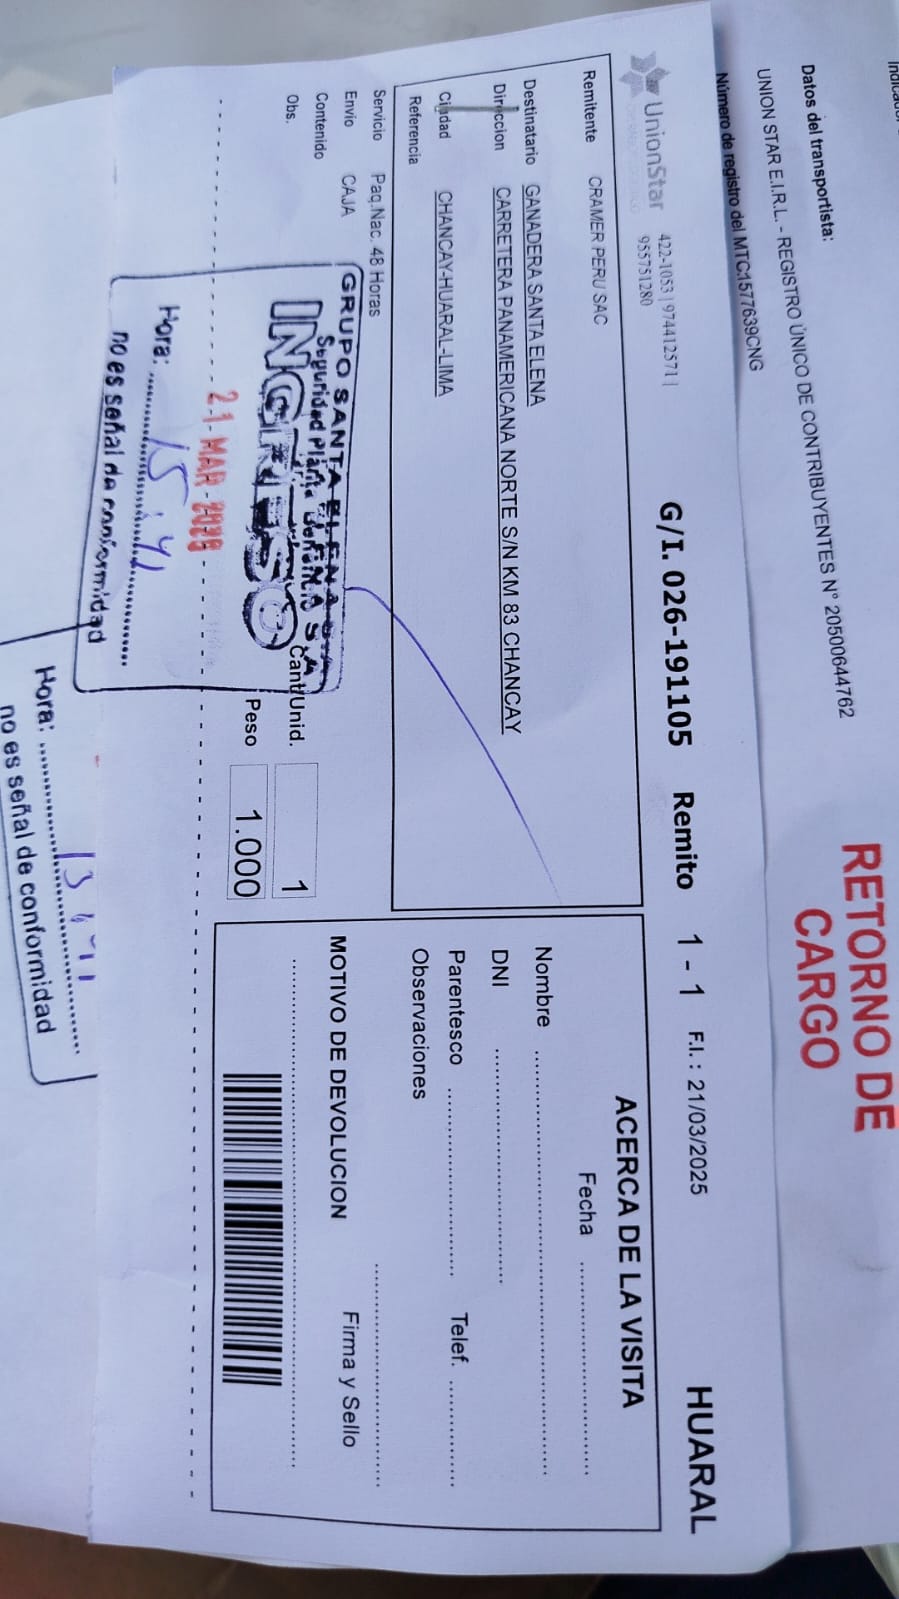 Datos del transportista:
UNION STAR E.I.R.L. - REGISTRO ÚNICO DE CONTRIBUYENTES N° 20500644762
Número de registro del MTC:1577639CNG
RETORNO DE
CARGO
UnionStar
422-1053 | 974412571 |
955751280
G/I. 026-191105 Remito 1 - 1 F.I. : 21/03/2025 HUARAL
Remitente CRAMER PERU SAC
Destinatario GANADERA SANTA ELENA
Direccion CARRETERA PANAMERICANA NORTE S/N KM 83 CHANCAY
Ciudad CHANCAY-HUARAL-LIMA
Referencia
Servicio Paq.Nac. 48 Horas
Envio CAJA
Contenido
Obs.
Cant/Unid. 1
Peso 1.000
ACERCA DE LA VISITA
Fecha
Nombre
DNI
Parentesco Telef.
Observaciones
MOTIVO DE DEVOLUCION Firma y Sello
GRUPO SANTA ELENA S.A.
INGRESO
21 MAR
Hora:
no es señal de conformidad
Hora:
no es señal de conformidad